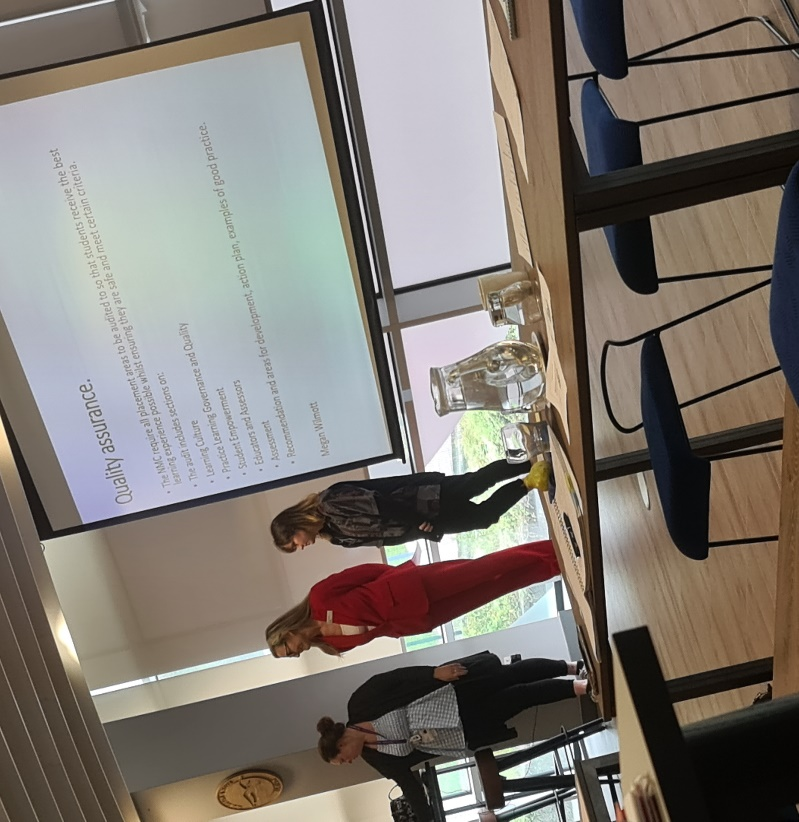 Quality assurance.
• The NMC require all placement areas to be audited to so that students receive the best
learning experience possible whilst ensuring they are safe and meet certain criteria.
• The audit includes sections on:
• Learning Culture
• Learning Governance and Quality
• Practice Learning
• Student Empowerment
• Educators and Assessors
• Assessment
• Recommendation and areas for development, action plan, examples of good practice.
Megan Wilmott